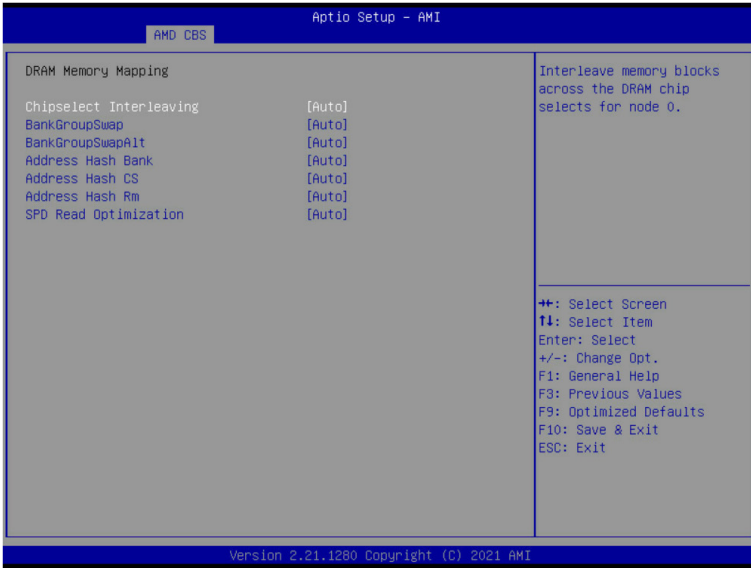 Aptio Setup – AMI
AMD CBS
DRAM Memory Mapping
Chipselect Interleaving [Auto]
BankGroupSwap [Auto]
BankGroupSwapAlt [Auto]
Address Hash Bank [Auto]
Address Hash CS [Auto]
Address Hash Rm [Auto]
SPD Read Optimization [Auto]
Interleave memory blocks
across the DRAM chip
selects for node 0.
→←: Select Screen
↑↓: Select Item
Enter: Select
+/-: Change Opt.
F1: General Help
F3: Previous Values
F9: Optimized Defaults
F10: Save & Exit
ESC: Exit
Version 2.21.1280 Copyright (C) 2021 AMI